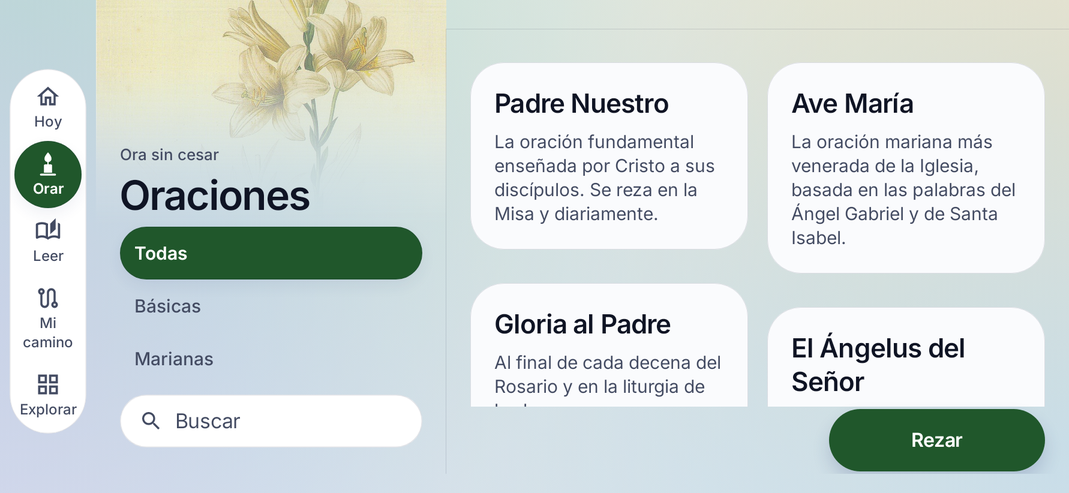 Hoy
Orar
Leer
Mi
camino
Explorar
Ora sin cesar
Oraciones
Todas
Básicas
Marianas
Buscar
Padre Nuestro
La oración fundamental
enseñada por Cristo a sus
discípulos. Se reza en la
Misa y diariamente.
Ave María
La oración mariana más
venerada de la Iglesia,
basada en las palabras del
Ángel Gabriel y de Santa
Isabel.
Gloria al Padre
Al final de cada decena del
Rosario y en la liturgia de
El Ángelus del
Señor
Rezar